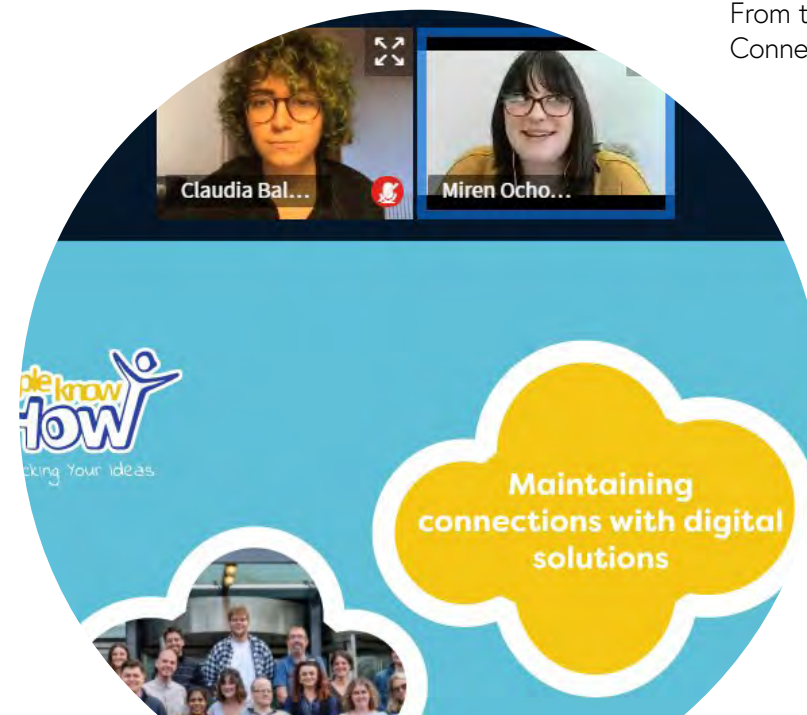 From t
Conne
Claudia Bal...
Miren Ocho...
ple know
HOW
cking Your ideas
Maintaining
connections with digital
solutions